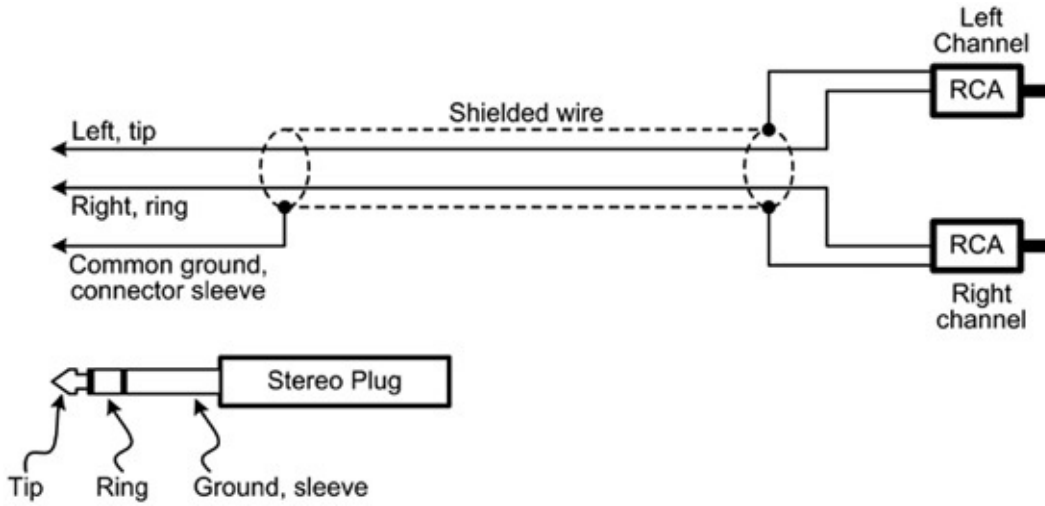 Left
Channel
RCA
Shielded wire
Left, tip
Right, ring
Common ground,
connector sleeve
RCA
Right
channel
Stereo Plug
Tip
Ring
Ground, sleeve